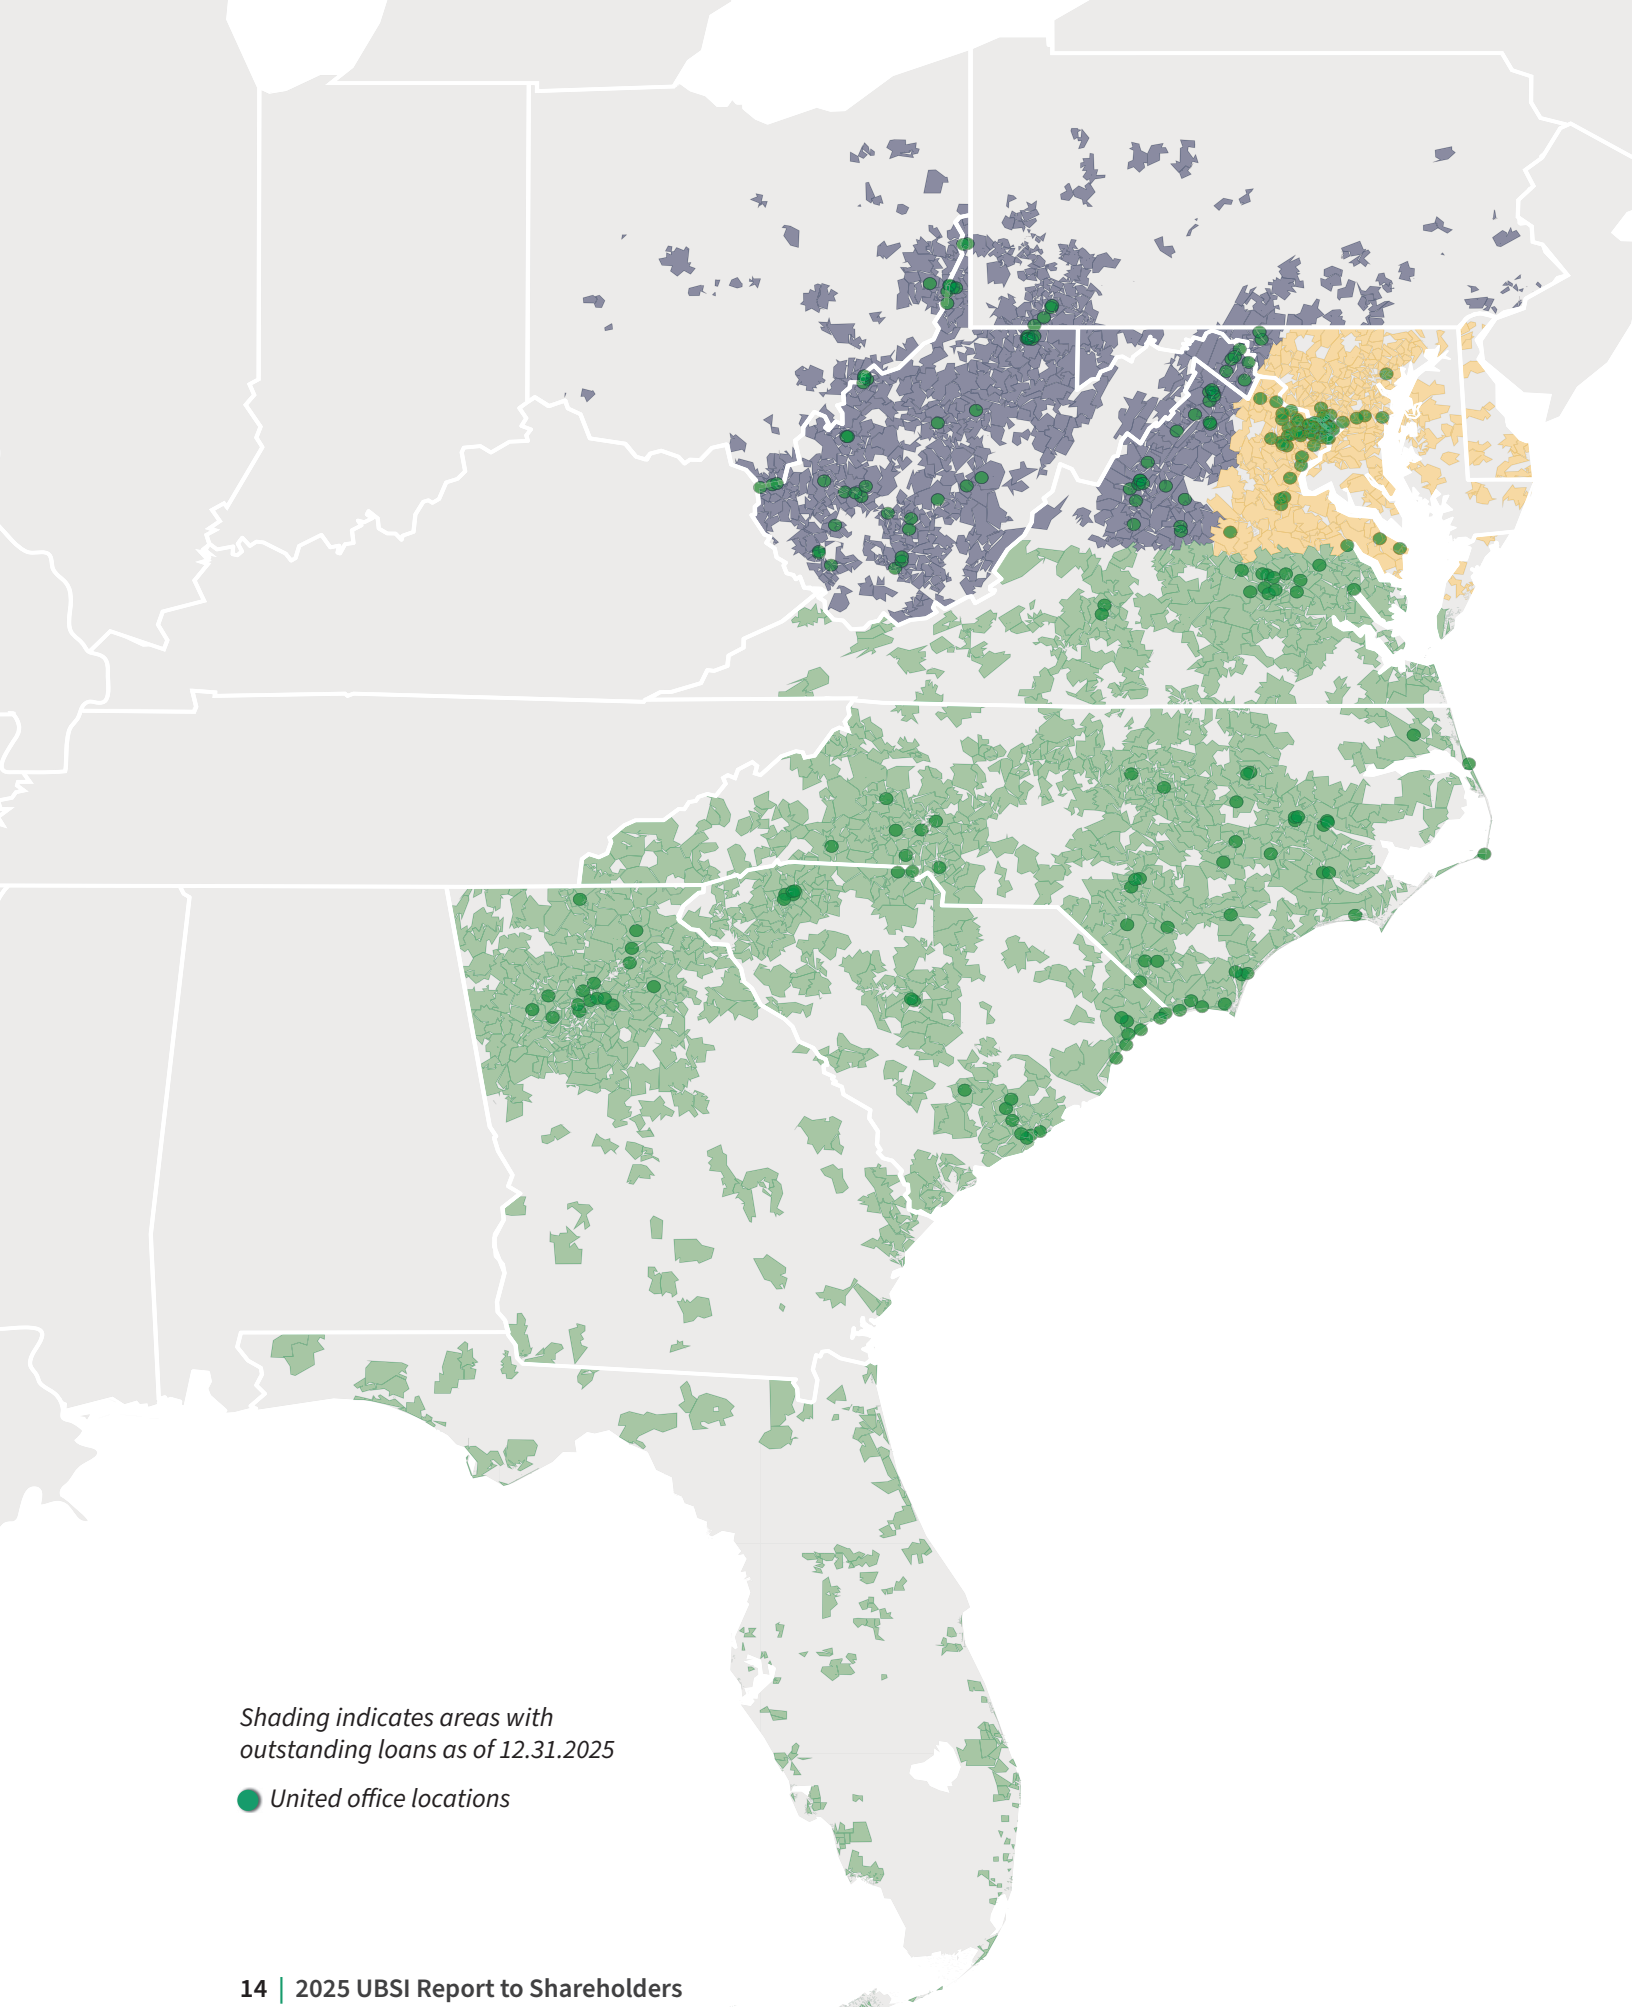 Shading indicates areas with
outstanding loans as of 12.31.2025
United office locations
14 | 2025 UBSI Report to Shareholders